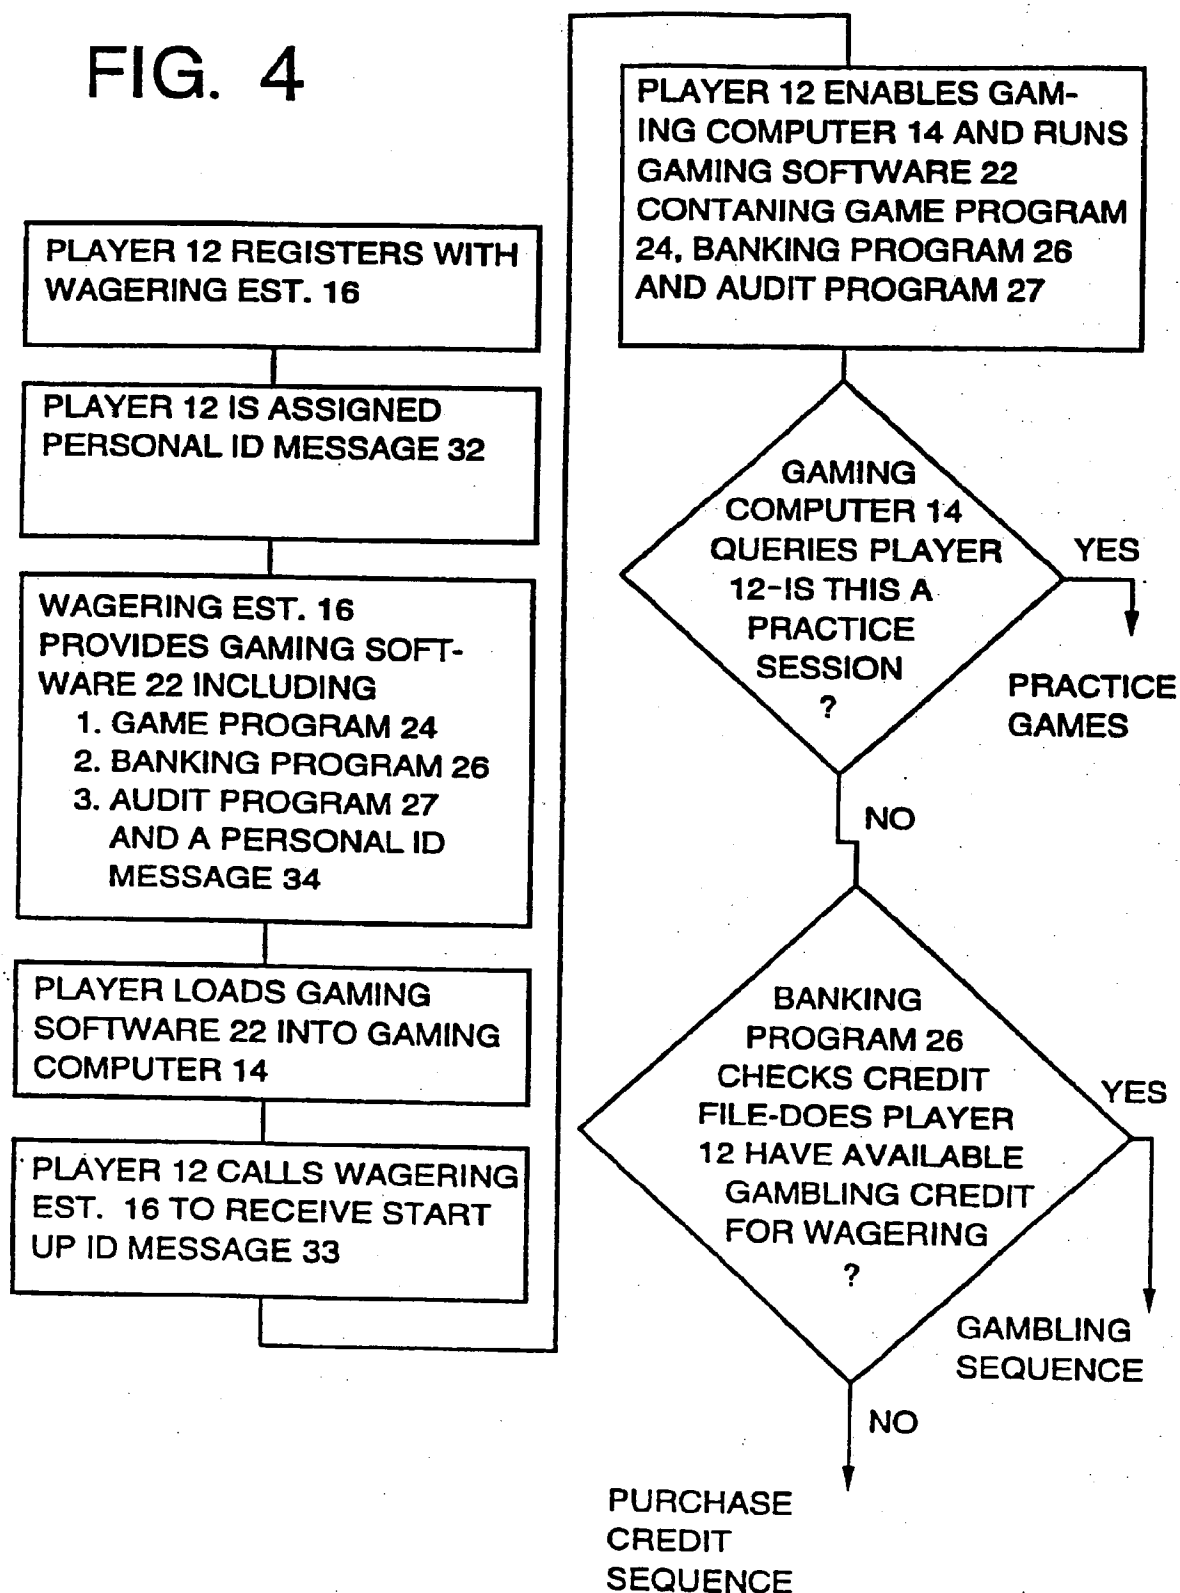 FIG. 4
PLAYER 12 REGISTERS WITH
WAGERING EST. 16
PLAYER 12 IS ASSIGNED
PERSONAL ID MESSAGE 32
WAGERING EST. 16
PROVIDES GAMING SOFT-
WARE 22 INCLUDING
1. GAME PROGRAM 24
2. BANKING PROGRAM 26
3. AUDIT PROGRAM 27
AND A PERSONAL ID
MESSAGE 34
PLAYER LOADS GAMING
SOFTWARE 22 INTO GAMING
COMPUTER 14
PLAYER 12 CALLS WAGERING
EST. 16 TO RECEIVE START
UP ID MESSAGE 33
PLAYER 12 ENABLES GAM-
ING COMPUTER 14 AND RUNS
GAMING SOFTWARE 22
CONTANING GAME PROGRAM
24, BANKING PROGRAM 26
AND AUDIT PROGRAM 27
GAMING
COMPUTER 14
QUERIES PLAYER
12-IS THIS A
PRACTICE
SESSION
?
YES
PRACTICE
GAMES
NO
BANKING
PROGRAM 26
CHECKS CREDIT
FILE-DOES PLAYER
12 HAVE AVAILABLE
GAMBLING CREDIT
FOR WAGERING
?
YES
GAMBLING
SEQUENCE
NO
PURCHASE
CREDIT
SEQUENCE